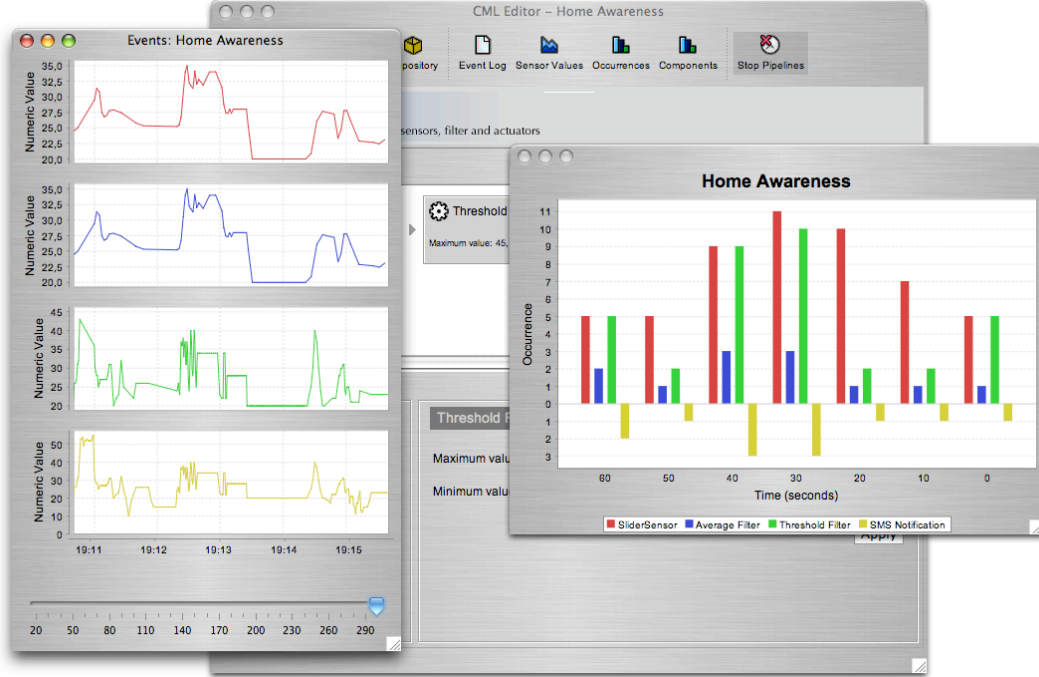 CML Editor – Home Awareness
Event Log
Sensor Values
Occurrences
Components
Stop Pipelines
sensors, filter and actuators
Threshold
Maximum value: 45,
Threshold
Maximum
Minimum
Apply
Events: Home Awareness
Numeric Value
35,0
32,5
30,0
27,5
25,0
22,5
20,0
Numeric Value
35,0
32,5
30,0
27,5
25,0
22,5
20,0
Numeric Value
45
40
35
30
25
20
Numeric Value
50
40
30
20
10
0
19:11 19:12 19:13 19:14 19:15
20 50 80 110 140 170 200 230 260 290
Home Awareness
Occurrence
11
10
9
8
7
6
5
4
3
2
1
0
1
2
3
60 50 40 30 20 10 0
Time (seconds)
SliderSensor Average Filter Threshold Filter SMS Notification